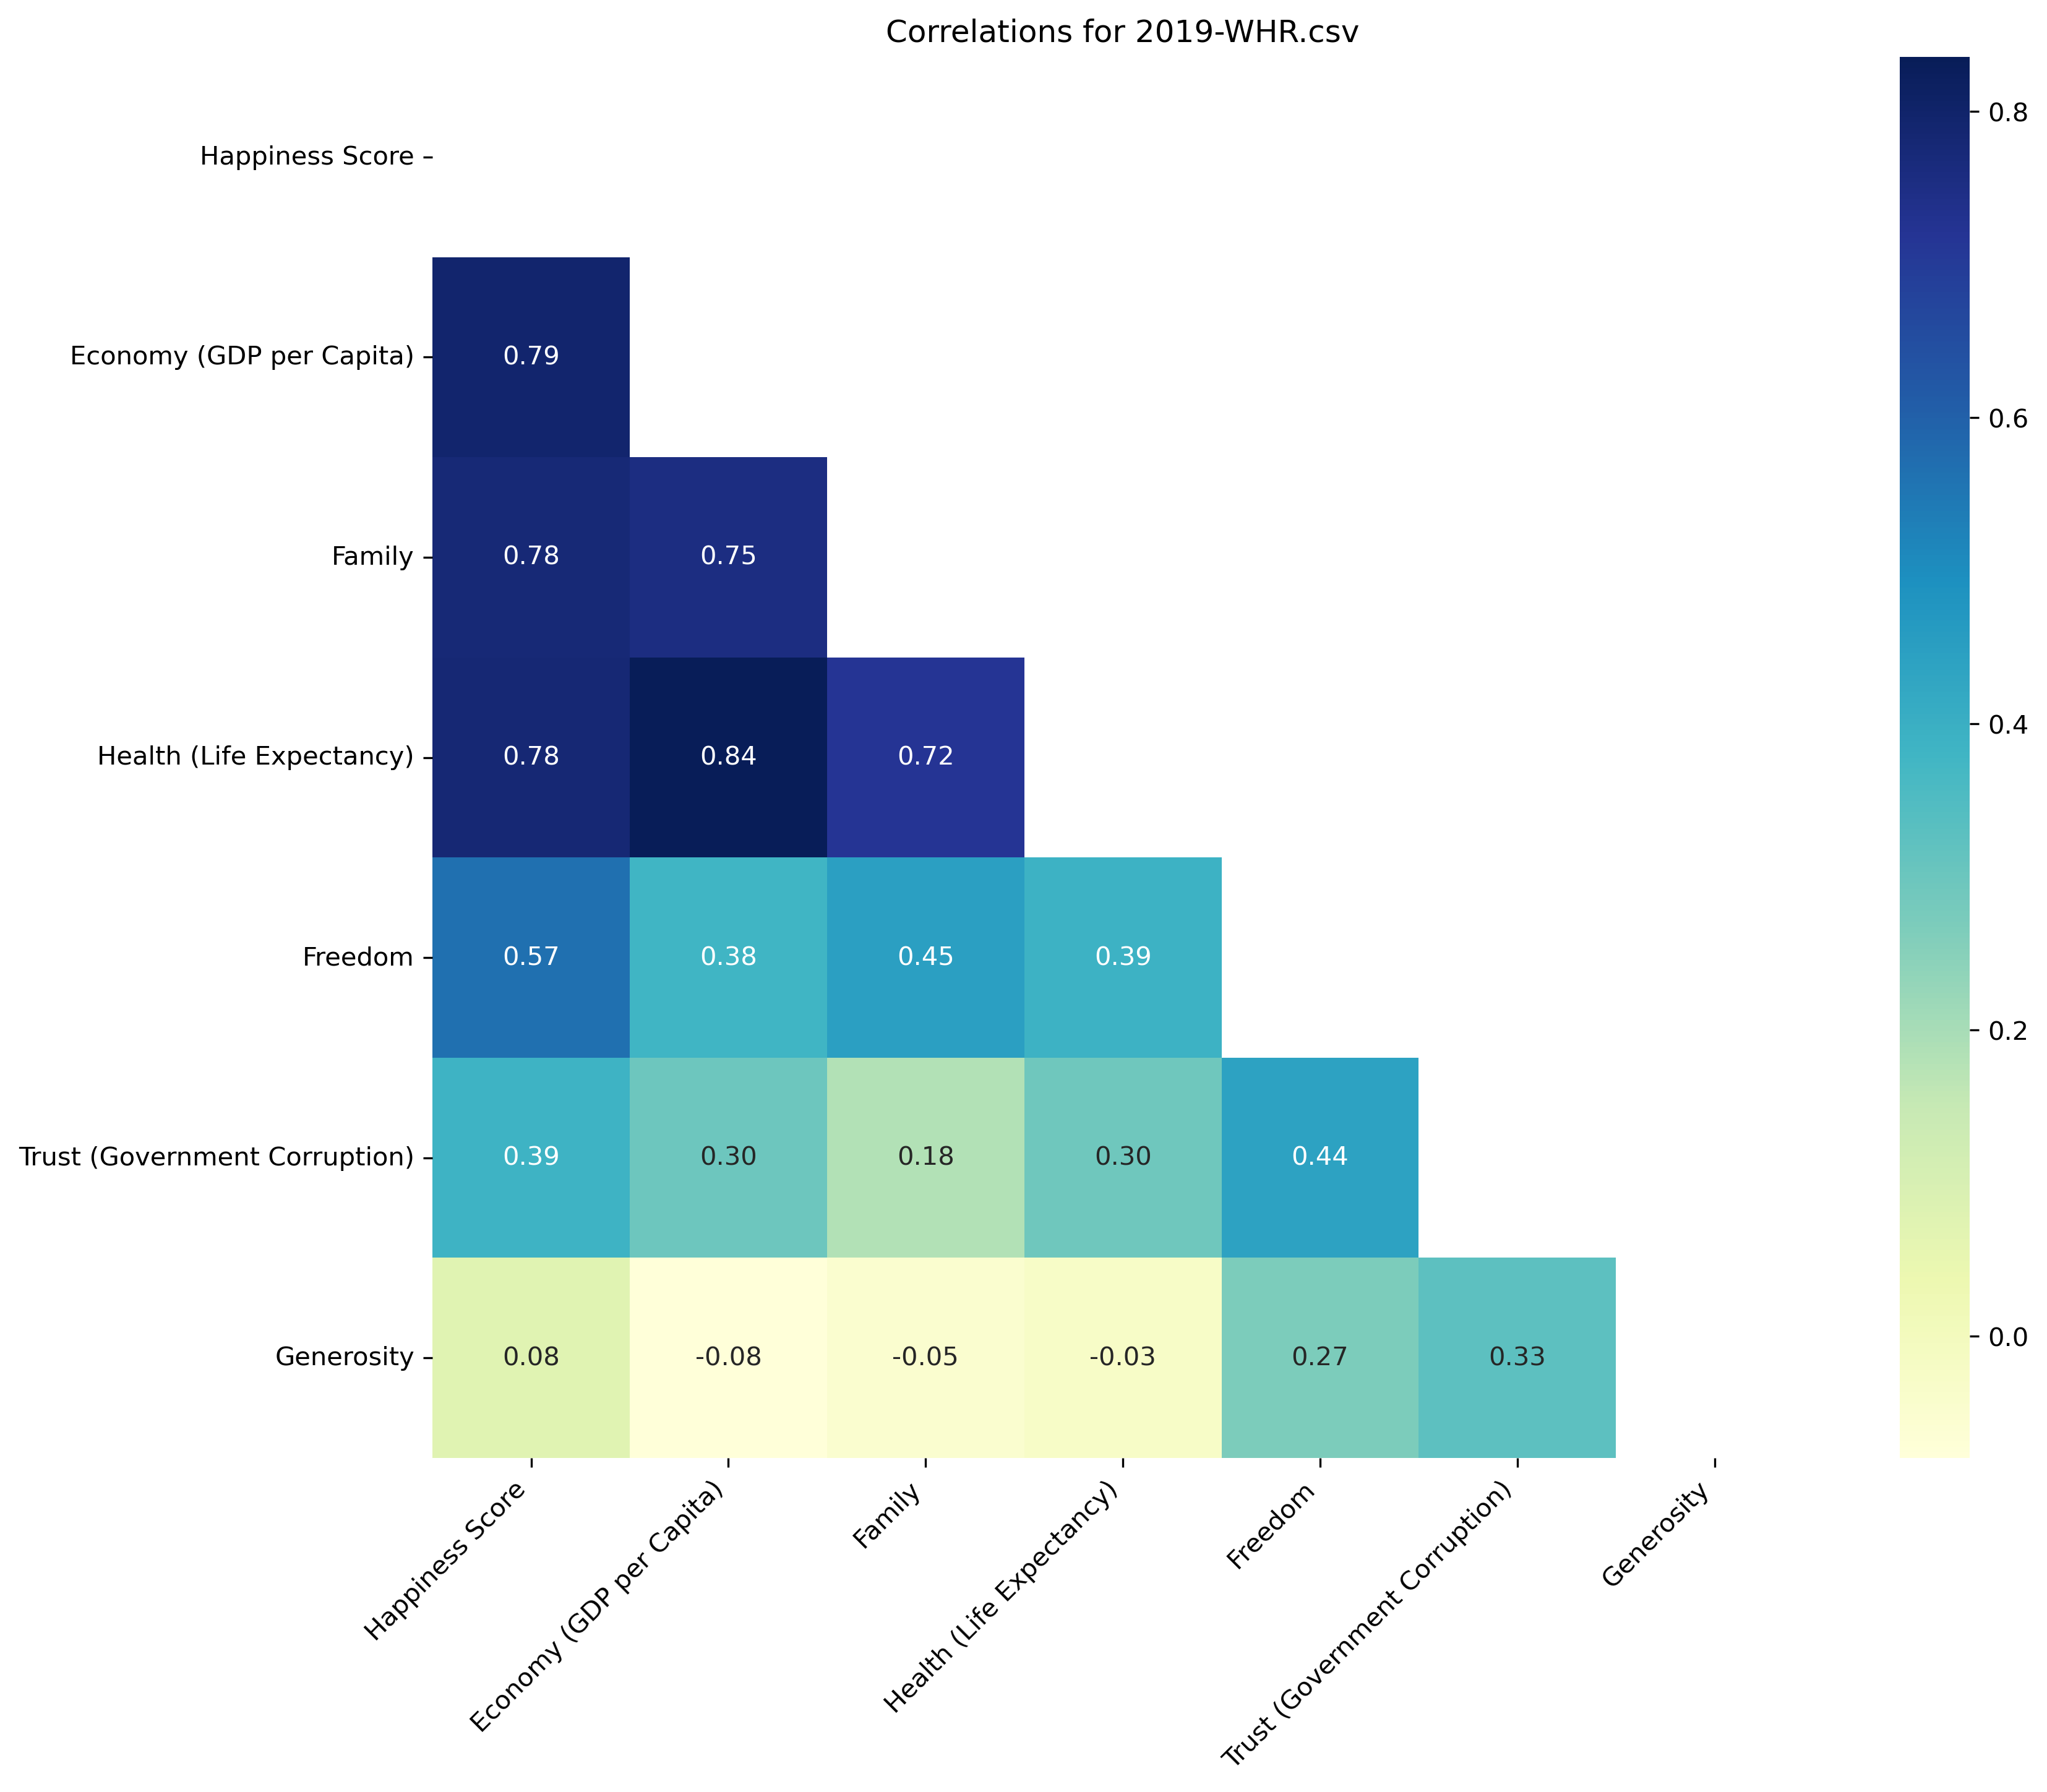 Correlations for 2019-WHR.csv
Happiness Score
Economy (GDP per Capita) 0.79
Family 0.78 0.75
Health (Life Expectancy) 0.78 0.84 0.72
Freedom 0.57 0.38 0.45 0.39
Trust (Government Corruption) 0.39 0.30 0.18 0.30 0.44
Generosity 0.08 -0.08 -0.05 -0.03 0.27 0.33
Happiness Score
Economy (GDP per Capita)
Family
Health (Life Expectancy)
Freedom
Trust (Government Corruption)
Generosity
0.8
0.6
0.4
0.2
0.0